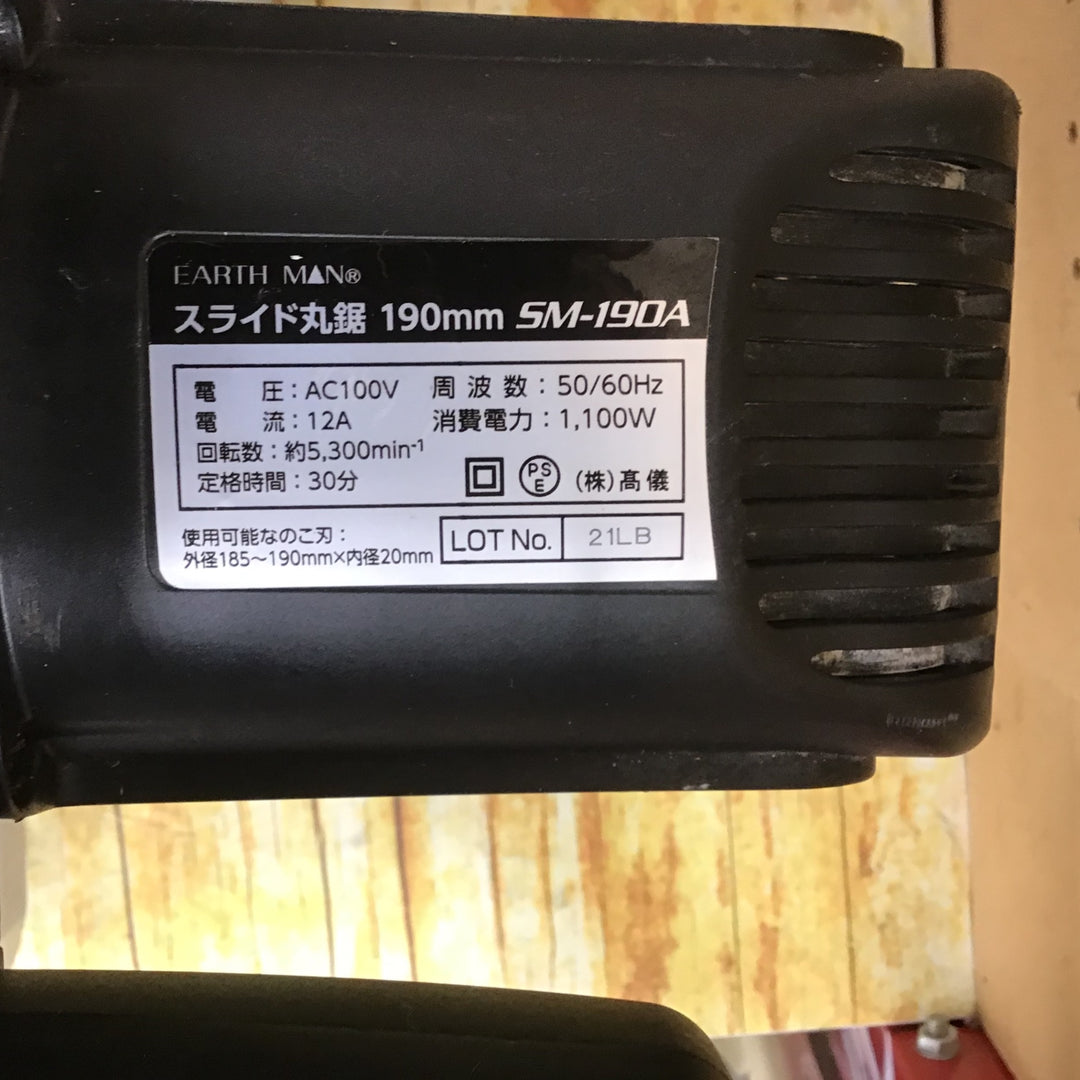 EARTH MAN®
スライド丸鋸 190mm SM-190A
電 圧：AC100V 周波数：50/60Hz
電 流：12A 消費電力：1,100W
回転数：約5,300min⁻¹
定格時間：30分 PSE (株)髙儀
使用可能なのこ刃：
外径185～190mm×内径20mm
LOT No. 21LB